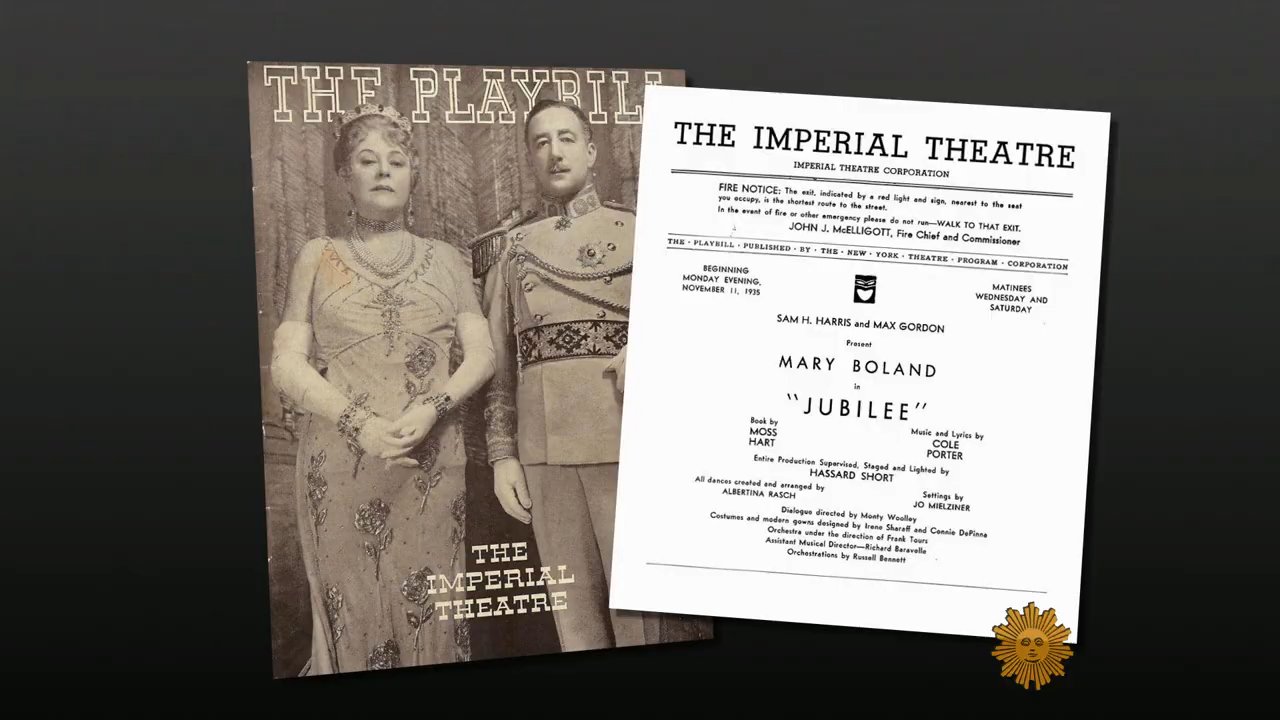 THE PLAYBILL
THE
IMPERIAL
THEATRE
THE IMPERIAL THEATRE
IMPERIAL THEATRE CORPORATION
FIRE NOTICE: The exit, indicated by a red light and sign, nearest to the seat
you occupy, is the shortest route to the street.
In the event of fire or other emergency please do not run—WALK TO THAT EXIT.
JOHN J. McELLIGOTT, Fire Chief and Commissioner
THE · PLAYBILL · PUBLISHED · BY · THE · NEW · YORK · THEATRE · PROGRAM · CORPORATION
BEGINNING
MONDAY EVENING,
NOVEMBER 11, 1935
MATINEES
WEDNESDAY AND
SATURDAY
SAM H. HARRIS and MAX GORDON
Present
MARY BOLAND
in
"JUBILEE"
Book by
MOSS
HART
Music and Lyrics by
COLE
PORTER
Entire Production Supervised, Staged and Lighted by
HASSARD SHORT
All dances created and arranged by
ALBERTINA RASCH
Settings by
JO MIELZINER
Dialogue directed by Monty Woolley
Costumes and modern gowns designed by Irene Sharaff and Connie DePinna
Orchestra under the direction of Frank Tours
Assistant Musical Director—Richard Baravelle
Orchestrations by Russell Bennett